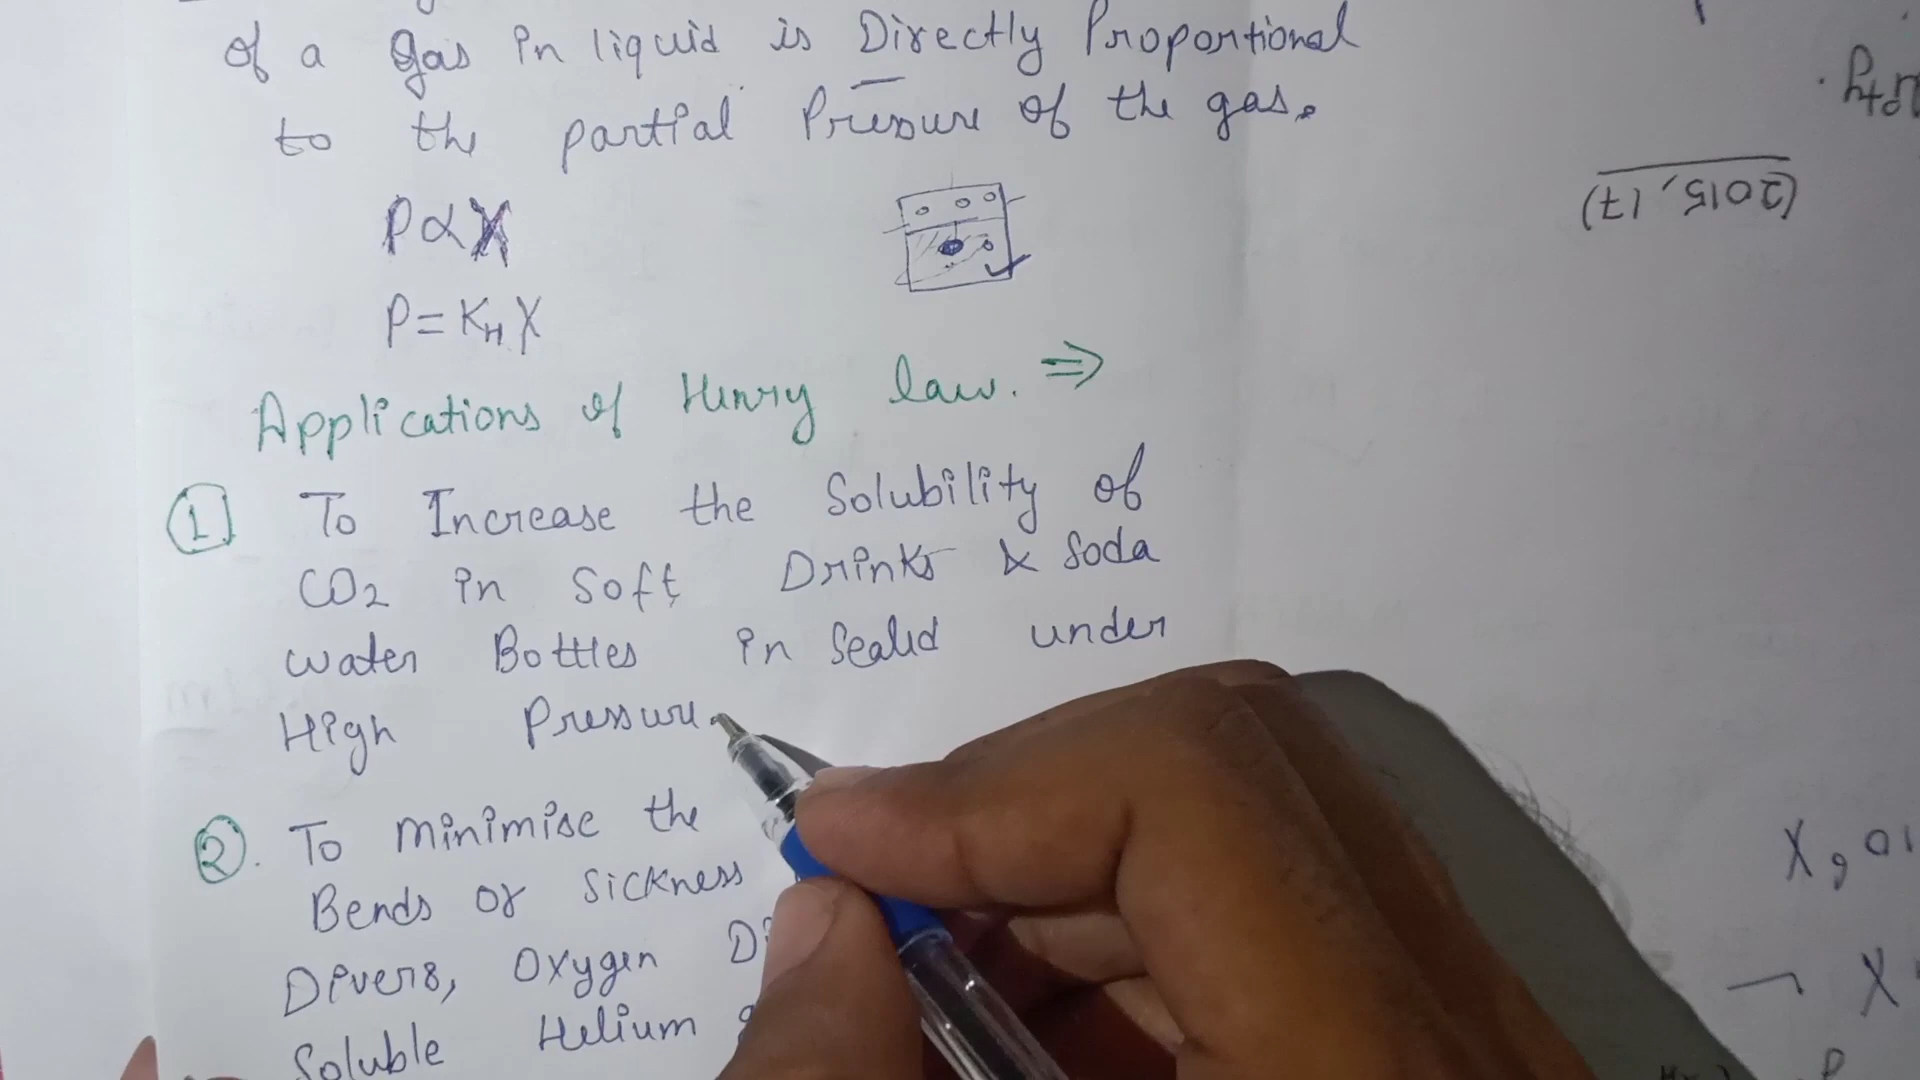 of a gas in liquid is Directly Proportional
to the partial Pressure of the gas.
P α X
P = KH X
Applications of Henry law. ⇒
1 To Increase the Solubility of
CO2 in Soft Drinks & Soda
water Bottles in Sealed under
High Pressure.
2. To minimise the
Bends or Sickness
Divers, Oxygen
Soluble Helium
(2015, 17)